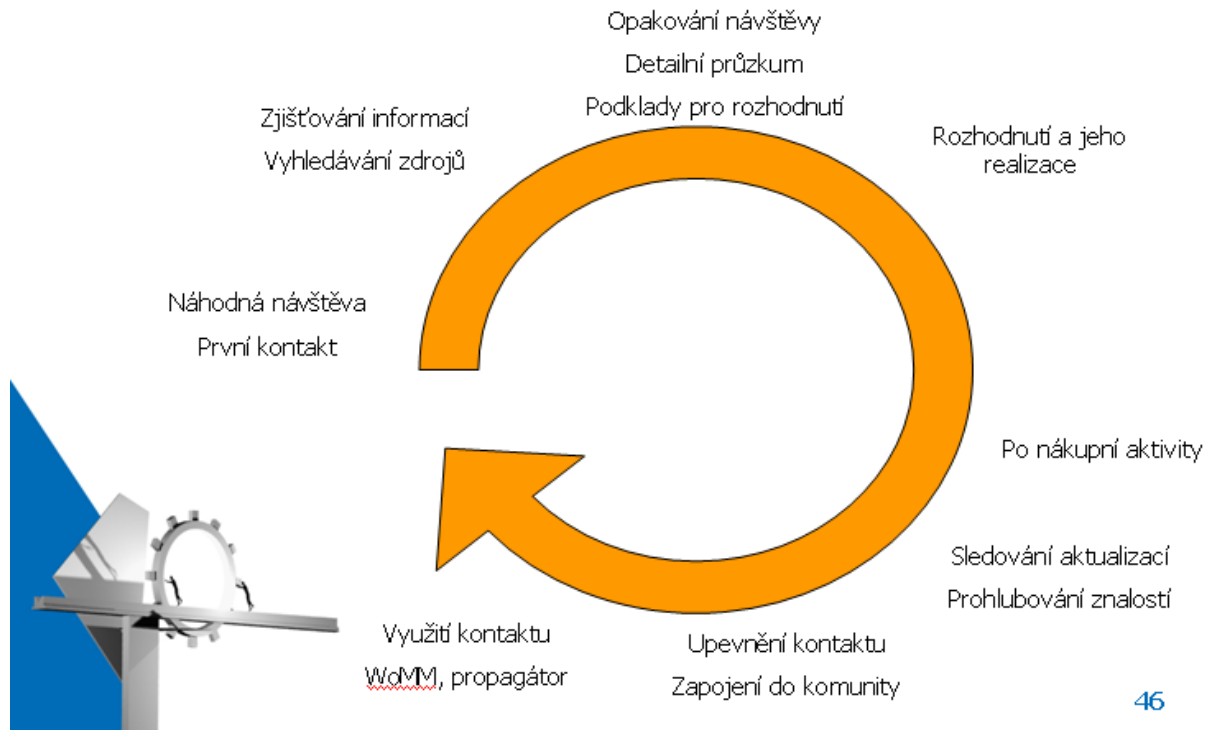 Opakování návštěvy
Detailní průzkum
Podklady pro rozhodnutí
Zjišťování informací
Vyhledávání zdrojů
Rozhodnutí a jeho
realizace
Náhodná návštěva
První kontakt
Po nákupní aktivity
Sledování aktualizací
Prohlubování znalostí
Upevnění kontaktu
Zapojení do komunity
Využití kontaktu
WoMM, propagátor
46